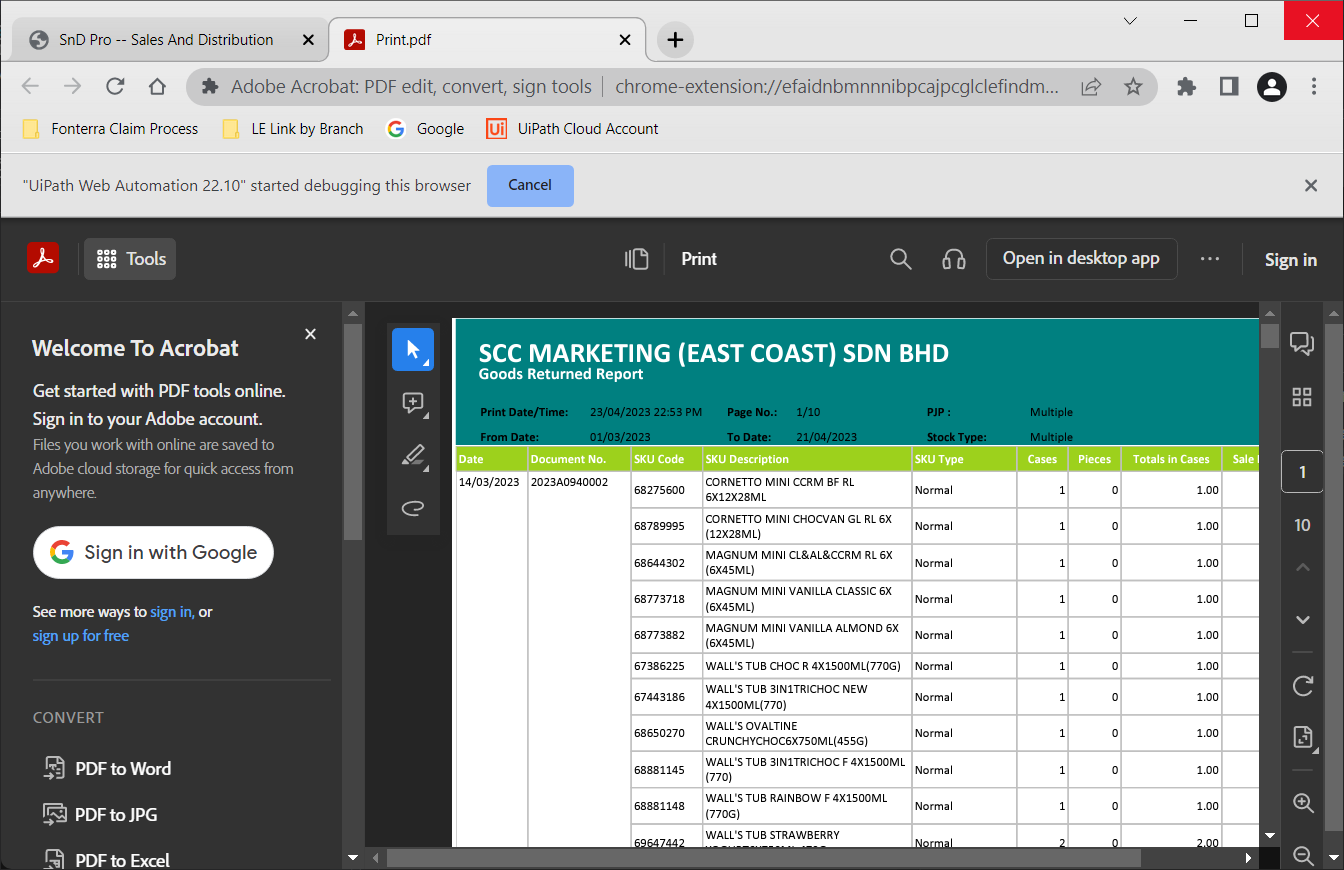 SnD Pro -- Sales And Distribution
Print.pdf
Adobe Acrobat: PDF edit, convert, sign tools
chrome-extension://efaidnbmnnnibpcajpcglclefindm...
Fonterra Claim Process
LE Link by Branch
Google
Ui
UiPath Cloud Account
"UiPath Web Automation 22.10" started debugging this browser
Cancel
Tools
Print
Open in desktop app
Sign in
Welcome To Acrobat
Get started with PDF tools online.
Sign in to your Adobe account.
Files you work with online are saved to
Adobe cloud storage for quick access from
anywhere.
Sign in with Google
See more ways to sign in, or
sign up for free
CONVERT
PDF to Word
PDF to JPG
PDF to Excel
SCC MARKETING (EAST COAST) SDN BHD
Goods Returned Report
Print Date/Time: 23/04/2023 22:53 PM Page No.: 1/10 PJP : Multiple
From Date: 01/03/2023 To Date: 21/04/2023 Stock Type: Multiple
Date Document No. SKU Code SKU Description SKU Type Cases Pieces Totals in Cases Sale
14/03/2023 2023A0940002 68275600 CORNETTO MINI CCRM BF RL
6X12X28ML Normal 1 0 1.00
68789995 CORNETTO MINI CHOCVAN GL RL 6X
(12X28ML) Normal 1 0 1.00
68644302 MAGNUM MINI CL&AL&CCRM RL 6X
(6X45ML) Normal 1 0 1.00
68773718 MAGNUM MINI VANILLA CLASSIC 6X
(6X45ML) Normal 1 0 1.00
68773882 MAGNUM MINI VANILLA ALMOND 6X
(6X45ML) Normal 1 0 1.00
67386225 WALL'S TUB CHOC R 4X1500ML(770G) Normal 1 0 1.00
67443186 WALL'S TUB 3IN1TRICHOC NEW
4X1500ML(770) Normal 1 0 1.00
68650270 WALL'S OVALTINE
CRUNCHYCHOC6X750ML(455G) Normal 1 0 1.00
68881145 WALL'S TUB 3IN1TRICHOC F 4X1500ML
(770) Normal 1 0 1.00
68881148 WALL'S TUB RAINBOW F 4X1500ML
(770G) Normal 1 0 1.00
69647442 WALL'S TUB STRAWBERRY
Normal 2 0 2.00
1
10